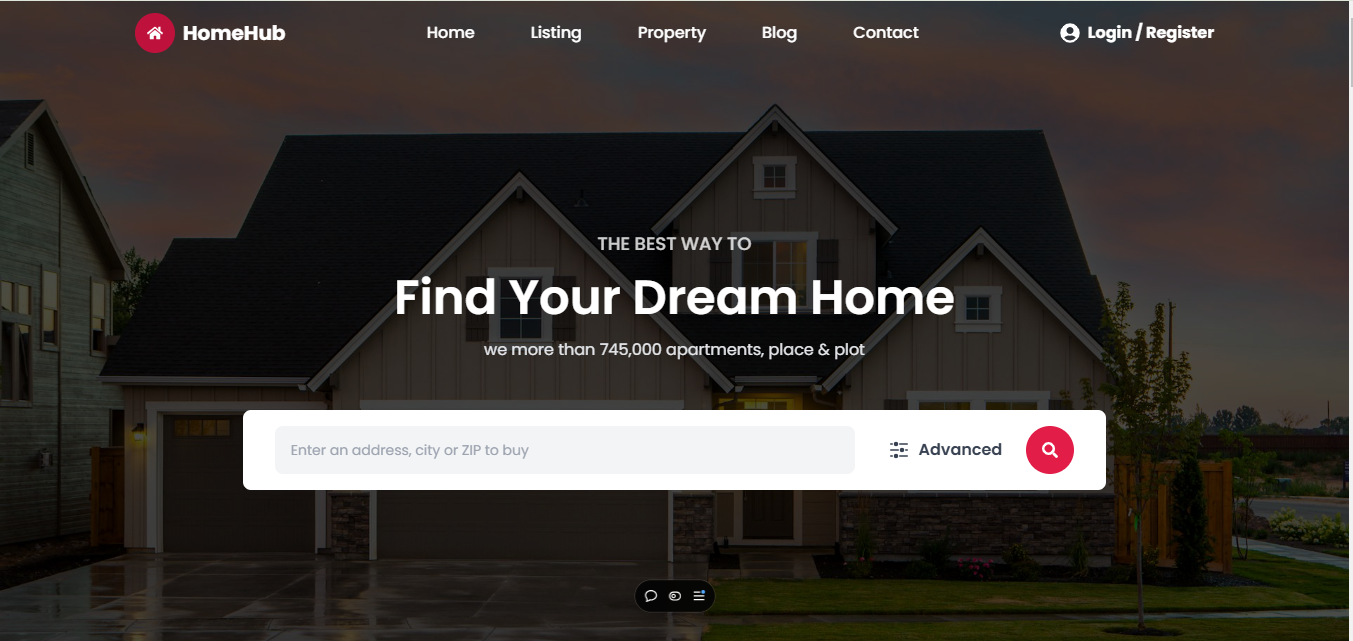 HomeHub Home Listing Property Blog Contact Login / Register
THE BEST WAY TO
Find Your Dream Home
we more than 745,000 apartments, place & plot
Enter an address, city or ZIP to buy Advanced